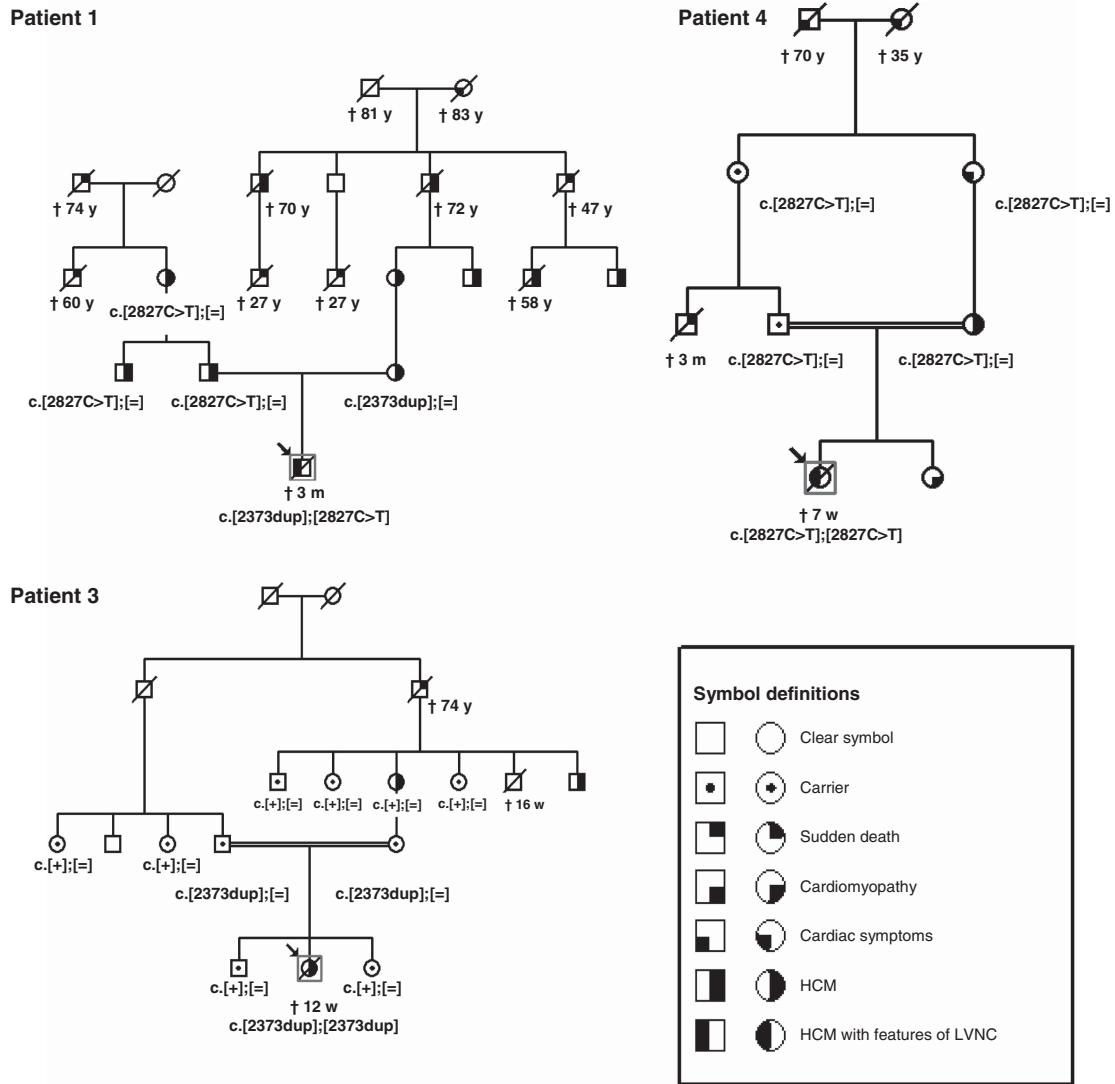 Patient 1
† 81 y † 83 y
† 74 y † 70 y † 72 y † 47 y
† 60 y c.[2827C>T];[=] † 27 y † 27 y † 58 y
c.[2827C>T];[=] c.[2827C>T];[=] c.[2373dup];[=]
† 3 m
c.[2373dup];[2827C>T]
Patient 4
† 70 y † 35 y
c.[2827C>T];[=] c.[2827C>T];[=]
† 3 m c.[2827C>T];[=] c.[2827C>T];[=]
† 7 w
c.[2827C>T];[2827C>T]
Patient 3
† 74 y
c.[+];[=] c.[+];[=] c.[+];[=] c.[+];[=] † 16 w
c.[+];[=] c.[+];[=]
c.[2373dup];[=] c.[2373dup];[=]
c.[+];[=] c.[+];[=]
† 12 w
c.[2373dup];[2373dup]
Symbol definitions
Clear symbol
Carrier
Sudden death
Cardiomyopathy
Cardiac symptoms
HCM
HCM with features of LVNC